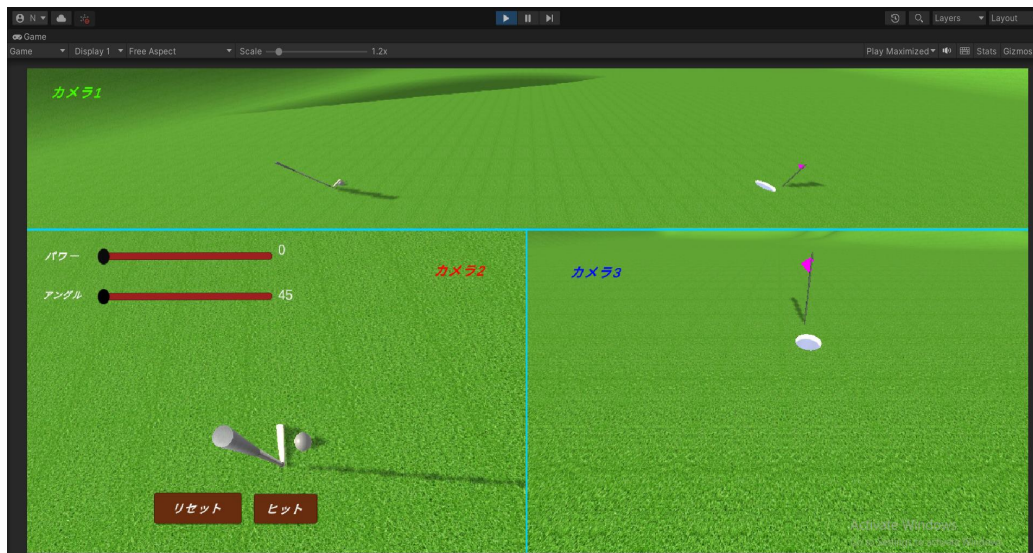 N
Layers
Layout
Game
Game
Display 1
Free Aspect
Scale
1.2x
Play Maximized
Stats
Gizmos
カメラ1
パワー
0
カメラ2
カメラ3
アングル
45
リセット
ヒット
Activate Windows